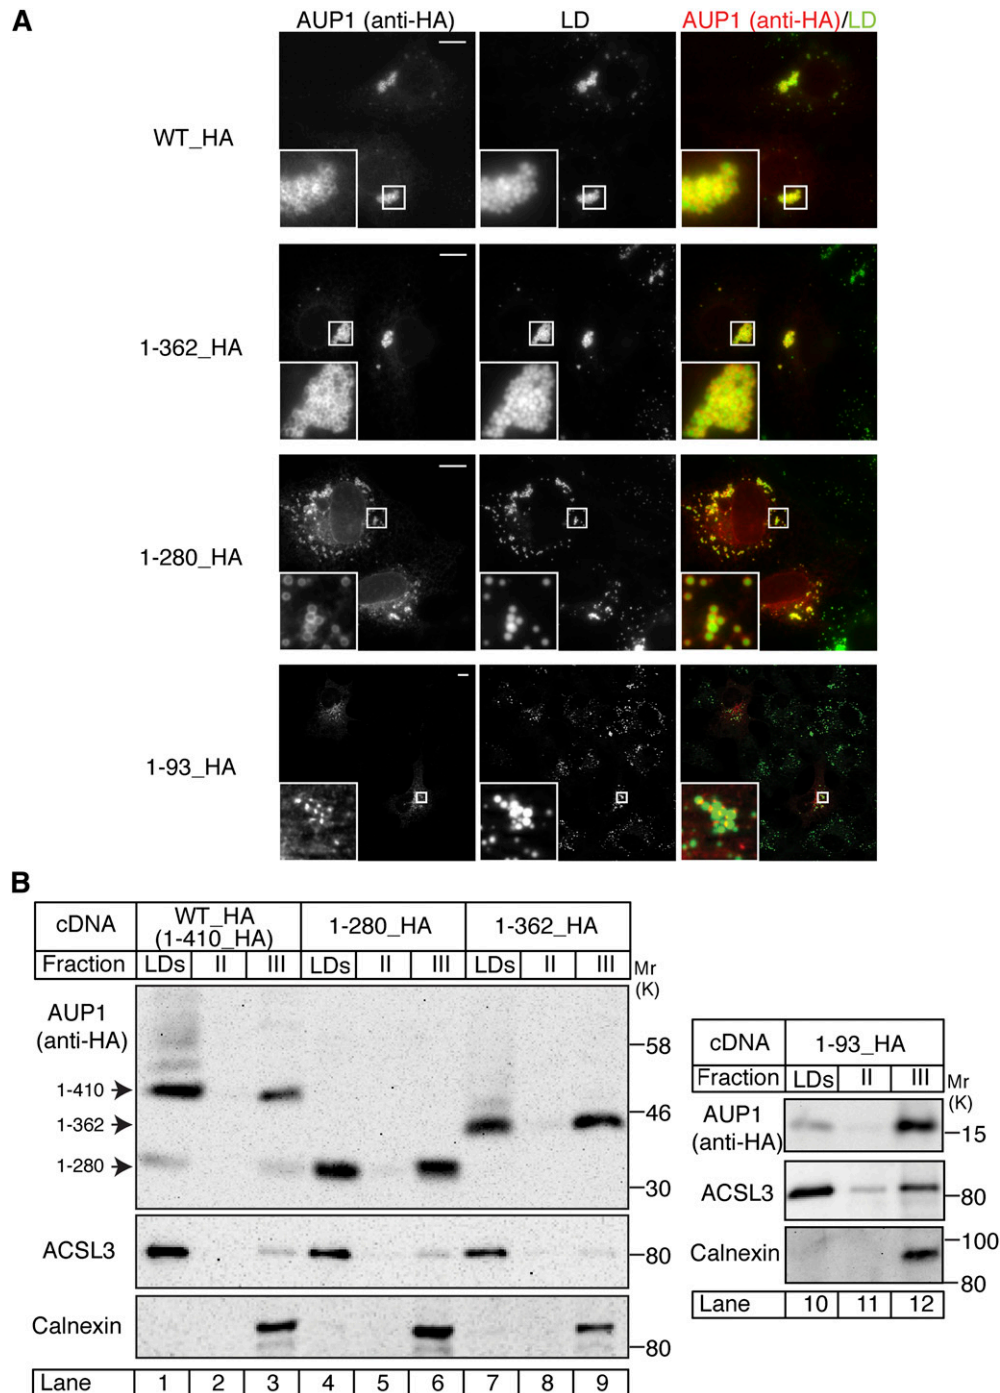 A
AUP1 (anti-HA) LD AUP1 (anti-HA)/LD
WT_HA
1-362_HA
1-280_HA
1-93_HA
B
cDNA WT_HA (1-410_HA) 1-280_HA 1-362_HA
Fraction LDs II III LDs II III LDs II III Mr (K)
AUP1 (anti-HA)
58
1-410
46
1-362
1-280
30
ACSL3 80
Calnexin 80
Lane 1 2 3 4 5 6 7 8 9
cDNA 1-93_HA
Fraction LDs II III Mr (K)
AUP1 (anti-HA) 15
ACSL3 80
Calnexin 100
80
Lane 10 11 12